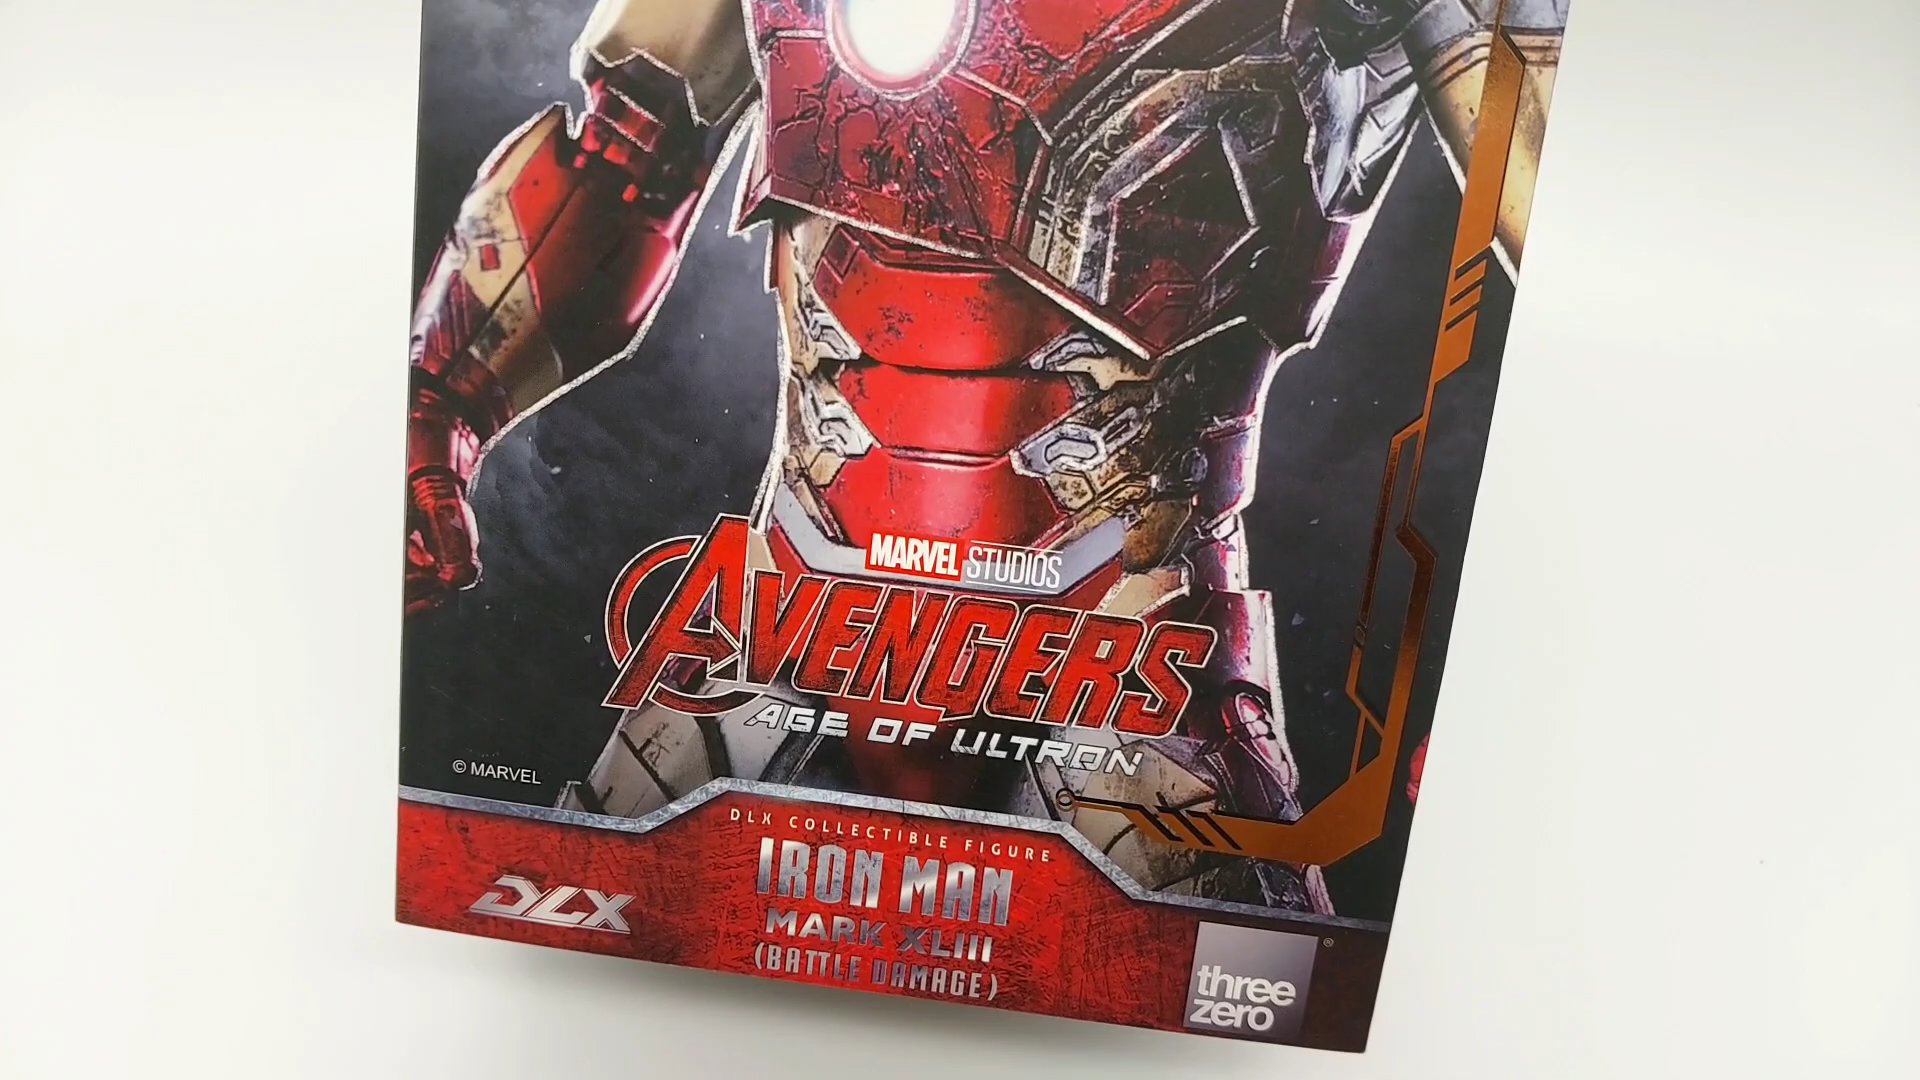 MARVEL STUDIOS
AVENGERS
AGE OF ULTRON
© MARVEL
DLX COLLECTIBLE FIGURE
IRON MAN
MARK XLIII
(BATTLE DAMAGE)
DLX
three
zero
®